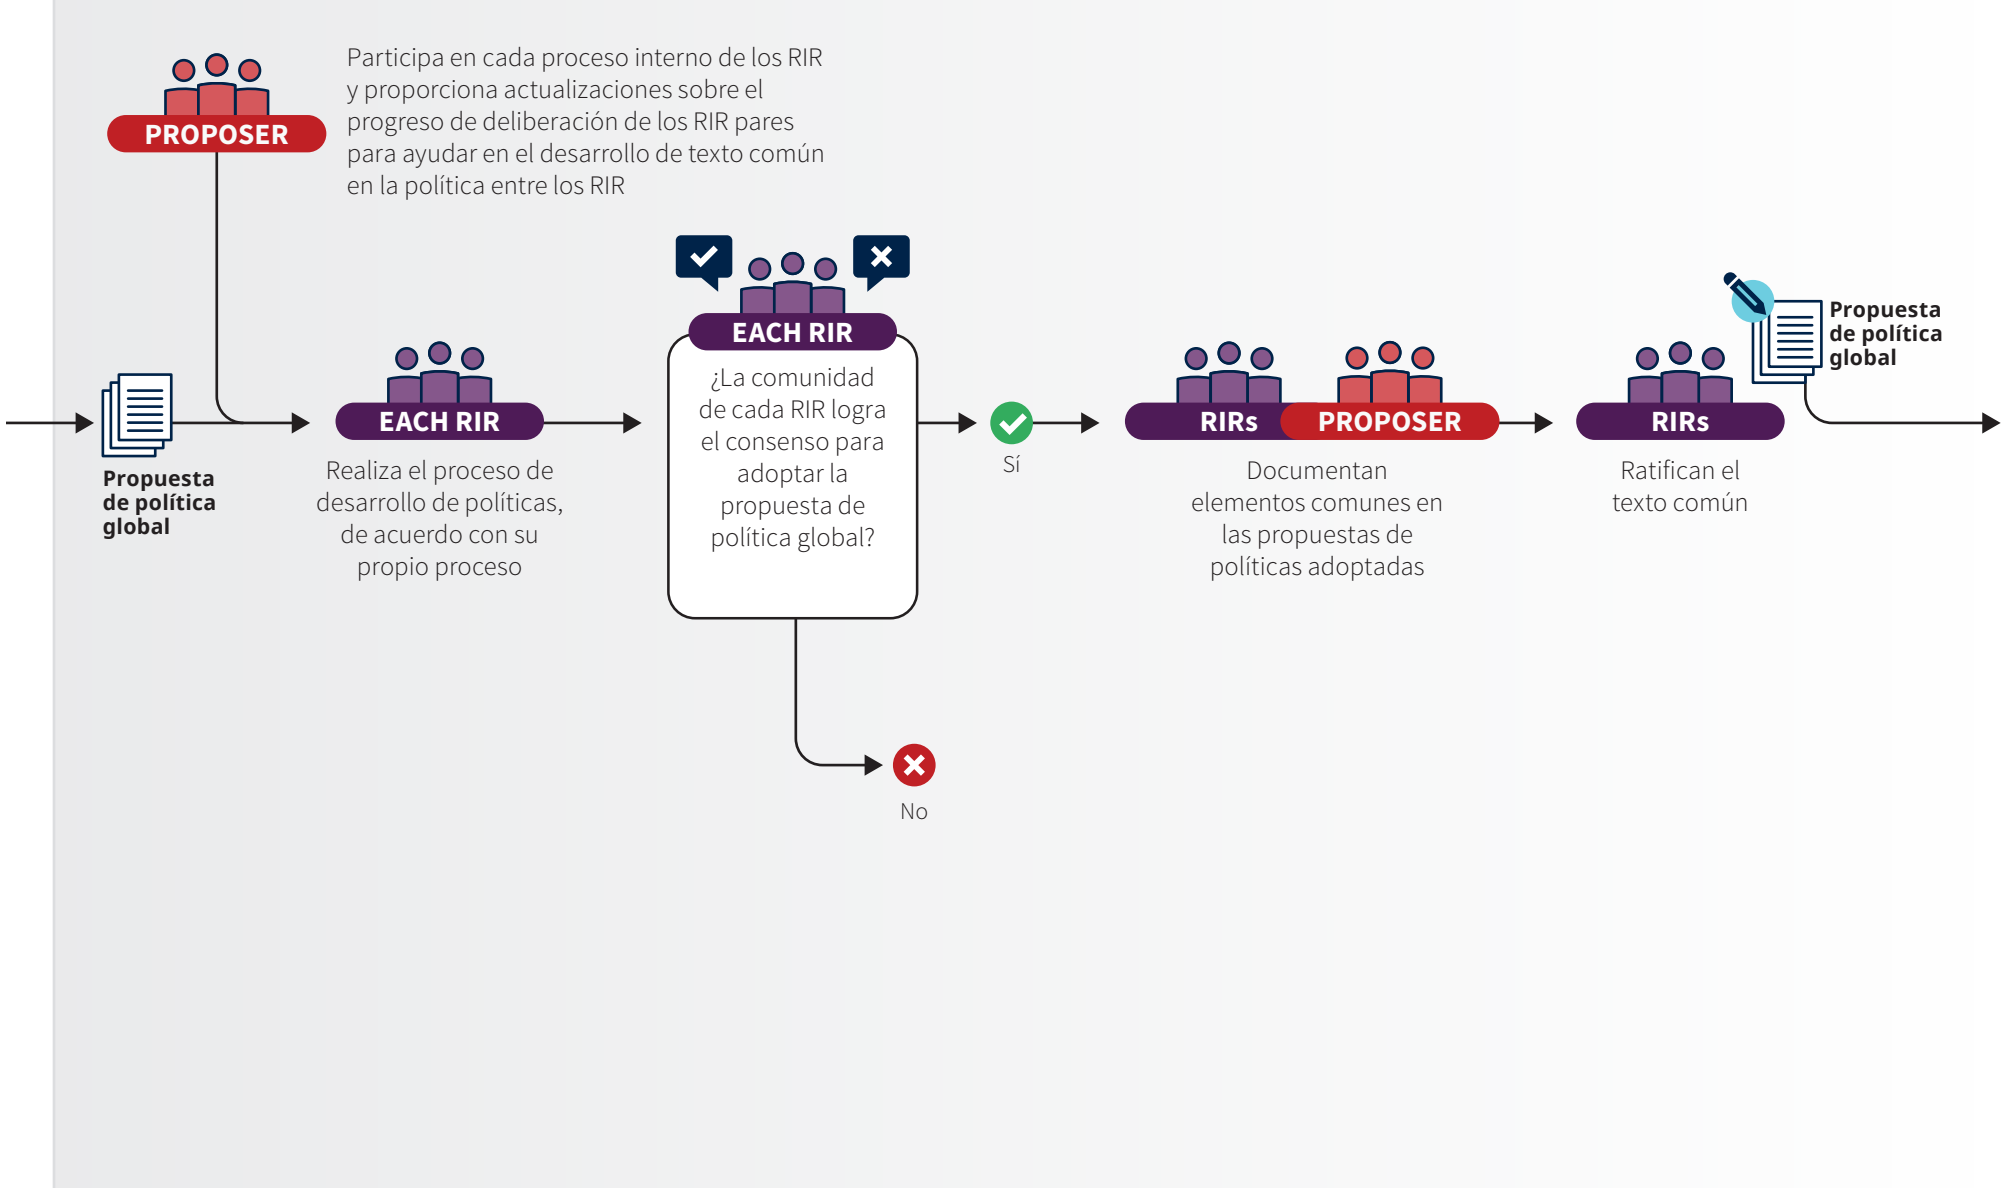 PROPOSER
Participa en cada proceso interno de los RIR
y proporciona actualizaciones sobre el
progreso de deliberación de los RIR pares
para ayudar en el desarrollo de texto común
en la política entre los RIR
Propuesta
de política
global
EACH RIR
Realiza el proceso de
desarrollo de políticas,
de acuerdo con su
propio proceso
EACH RIR
¿La comunidad
de cada RIR logra
el consenso para
adoptar la
propuesta de
política global?
Sí
No
RIRs
PROPOSER
Documentan
elementos comunes en
las propuestas de
políticas adoptadas
RIRs
Ratifican el
texto común
Propuesta
de política
global